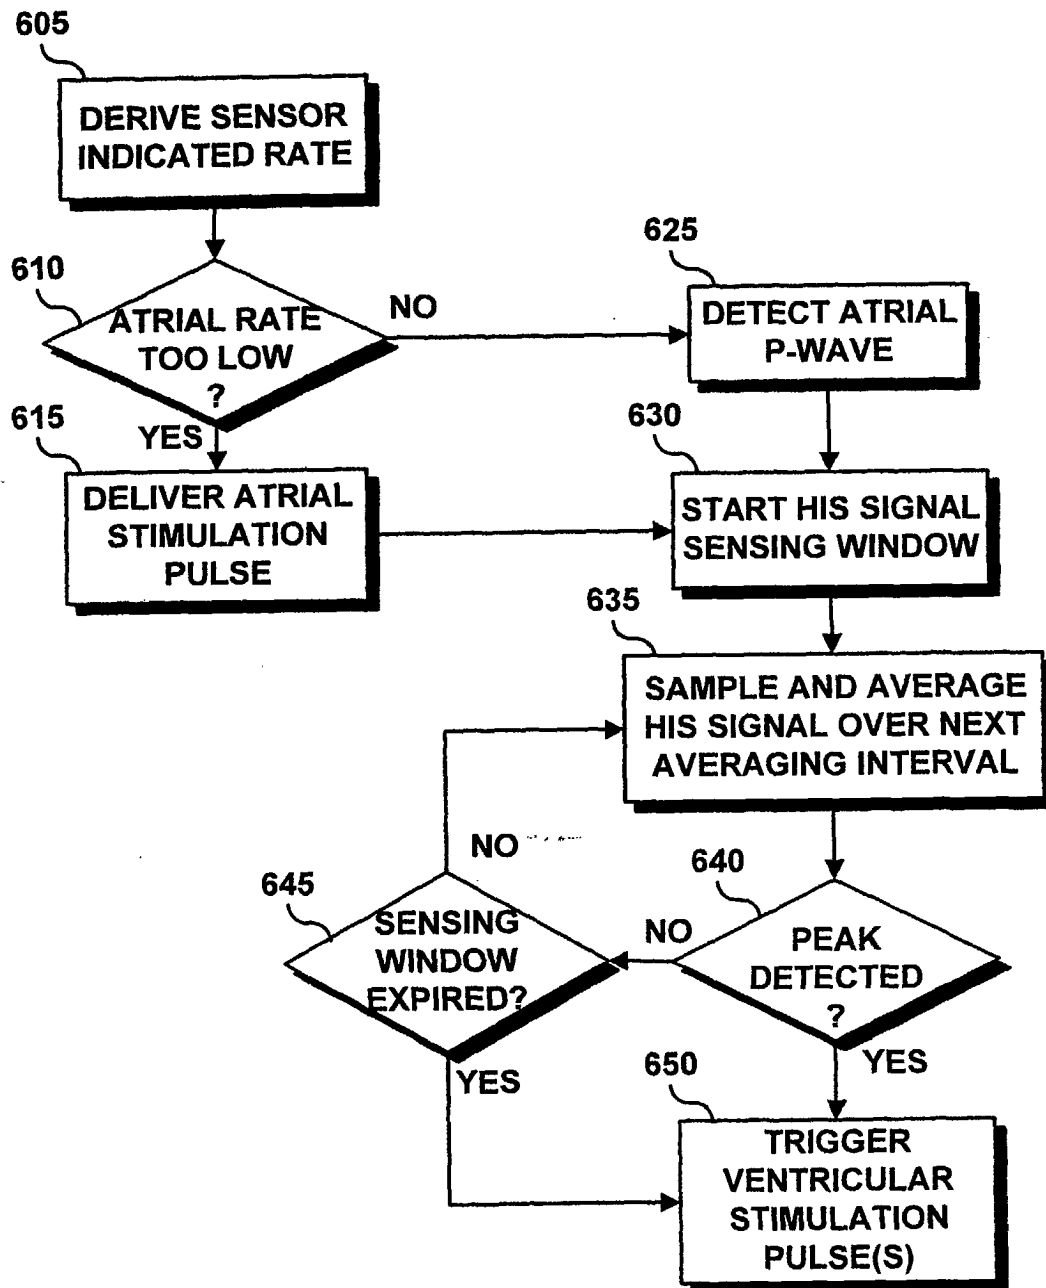 605
DERIVE SENSOR
INDICATED RATE
610
ATRIAL RATE
TOO LOW
?
NO
YES
625
DETECT ATRIAL
P-WAVE
615
DELIVER ATRIAL
STIMULATION
PULSE
630
START HIS SIGNAL
SENSING WINDOW
635
SAMPLE AND AVERAGE
HIS SIGNAL OVER NEXT
AVERAGING INTERVAL
640
PEAK
DETECTED
?
NO
YES
645
SENSING
WINDOW
EXPIRED?
NO
YES
650
TRIGGER
VENTRICULAR
STIMULATION
PULSE(S)